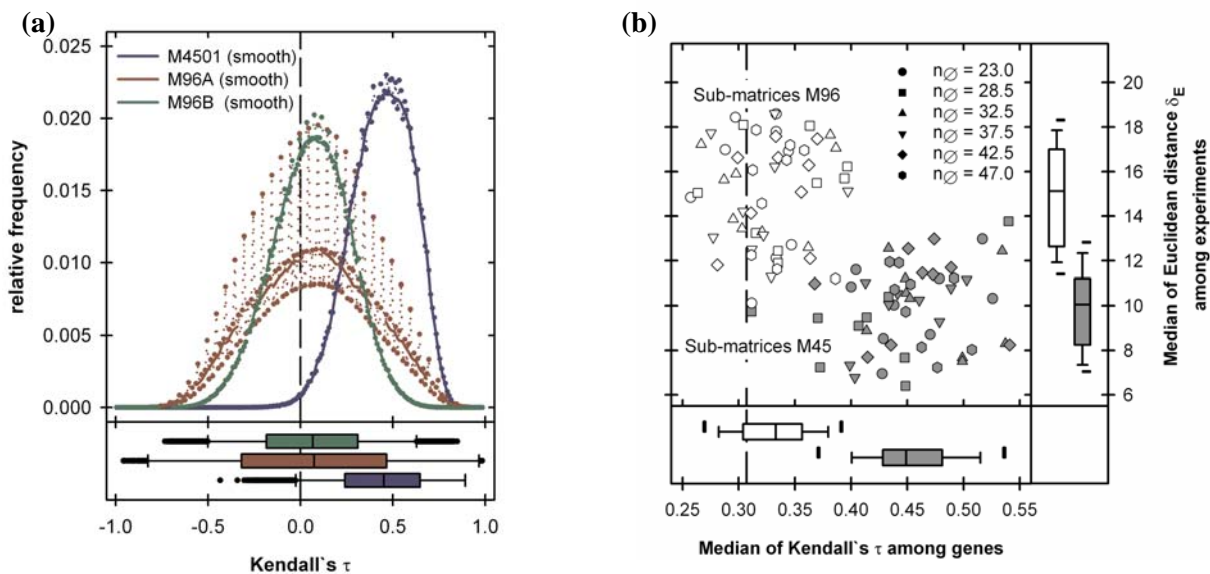 (a)
0.025
0.020
0.015
0.010
0.005
0.000
relative frequency
M4501 (smooth)
M96A (smooth)
M96B (smooth)
-1.0 -0.5 0.0 0.5 1.0
Kendall`s τ
(b)
Sub-matrices M96
n∅ = 23.0
n∅ = 28.5
n∅ = 32.5
n∅ = 37.5
n∅ = 42.5
n∅ = 47.0
Sub-matrices M45
20
18
16
14
12
10
8
6
Median of Euclidean distance δE
among experiments
0.25 0.30 0.35 0.40 0.45 0.50 0.55
Median of Kendall`s τ among genes